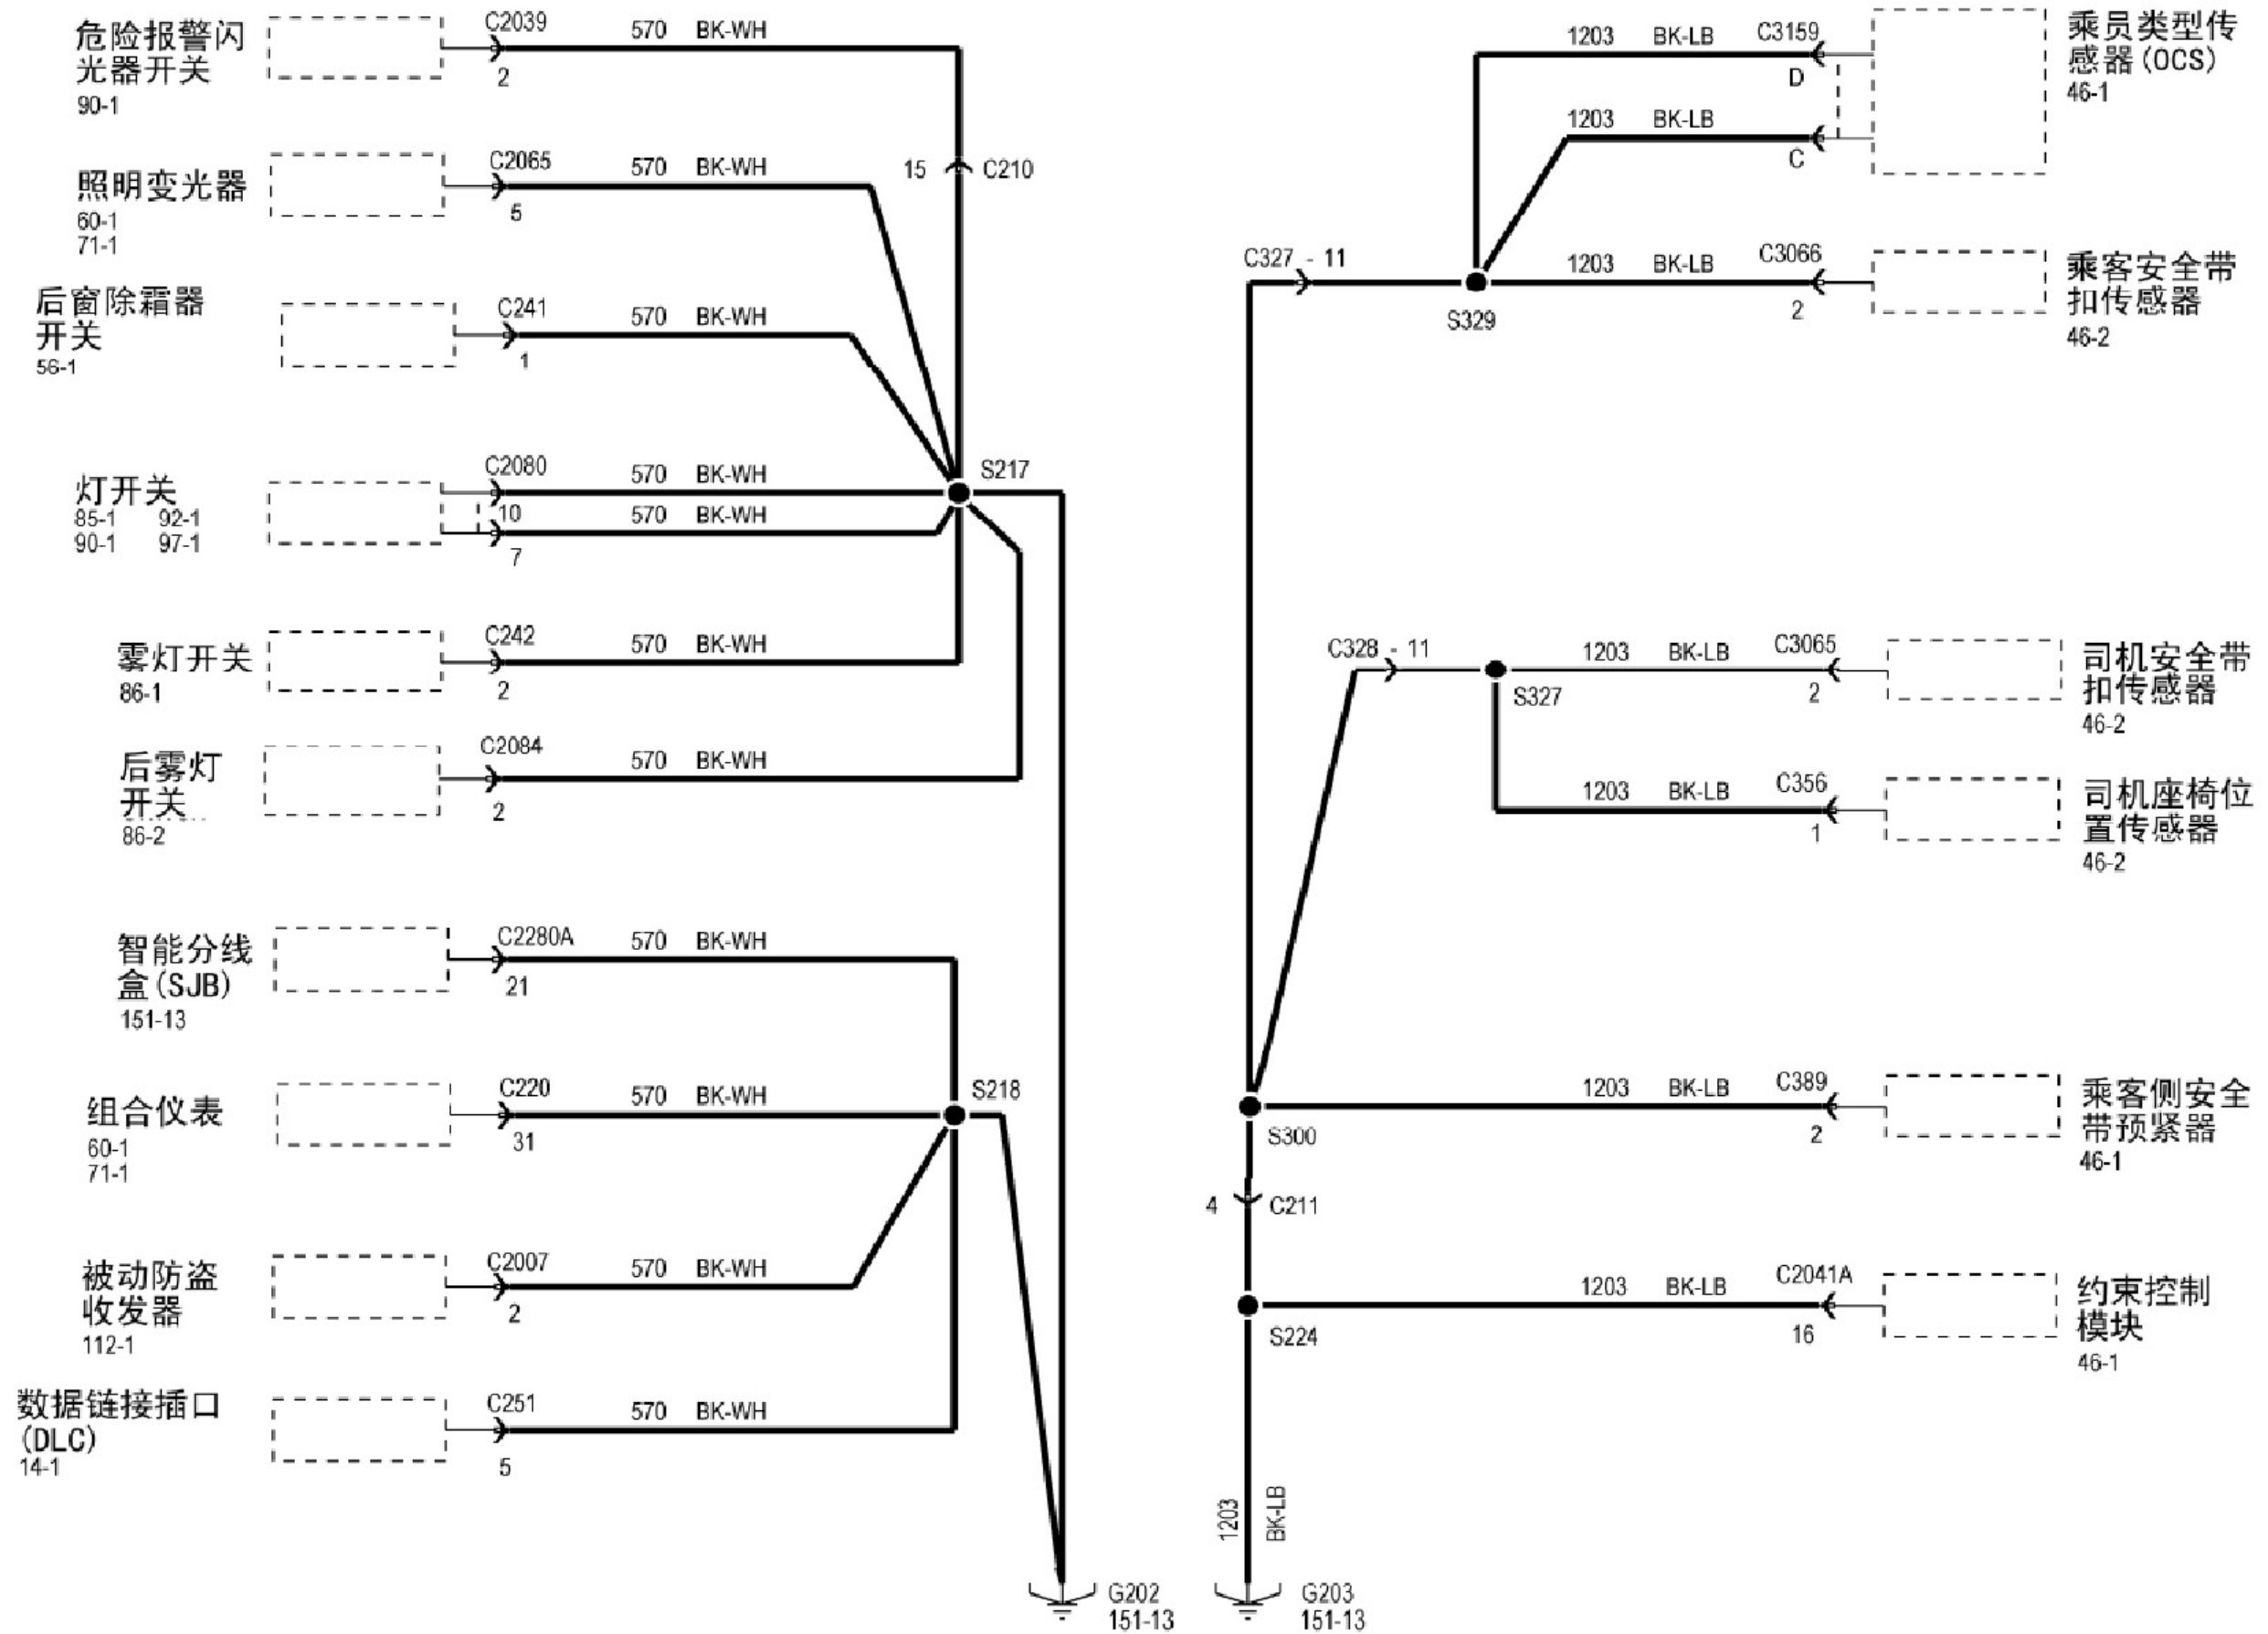 危险报警闪
光器开关
90-1
C2039
570 BK-WH
2
照明变光器
60-1
71-1
C2065
570 BK-WH
5
15 C210
后窗除霜器
开关
56-1
C241
570 BK-WH
1
灯开关
85-1 92-1
90-1 97-1
C2080
570 BK-WH
10
570 BK-WH
7
S217
雾灯开关
86-1
C242
570 BK-WH
2
后雾灯
开关
86-2
C2084
570 BK-WH
2
智能分线
盒(SJB)
151-13
C2280A
570 BK-WH
21
组合仪表
60-1
71-1
C220
570 BK-WH
31
S218
被动防盗
收发器
112-1
C2007
570 BK-WH
2
数据链接插口
(DLC)
14-1
C251
570 BK-WH
5
G202
151-13
1203 BK-LB C3159
D
乘员类型传
感器(OCS)
46-1
1203 BK-LB
C
C327 - 11
S329
1203 BK-LB C3066
2
乘客安全带
扣传感器
46-2
C328 - 11
S327
1203 BK-LB C3065
2
司机安全带
扣传感器
46-2
1203 BK-LB C356
1
司机座椅位
置传感器
46-2
S300
1203 BK-LB C389
2
乘客侧安全
带预紧器
46-1
4 C211
S224
1203 BK-LB C2041A
16
约束控制
模块
46-1
1203 BK-LB
G203
151-13